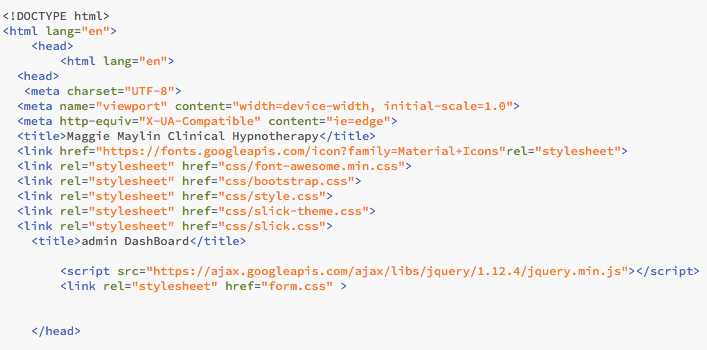 <!DOCTYPE html>
<html lang="en">
    <head>
        <html lang="en">
  <head>
   <meta charset="UTF-8">
  <meta name="viewport" content="width=device-width, initial-scale=1.0">
  <meta http-equiv="X-UA-Compatible" content="ie=edge">
  <title>Maggie Maylin Clinical Hypnotherapy</title>
  <link href="https://fonts.googleapis.com/icon?family=Material+Icons"rel="stylesheet">
  <link rel="stylesheet" href="css/font-awesome.min.css">
  <link rel="stylesheet" href="css/bootstrap.css">
  <link rel="stylesheet" href="css/style.css">
  <link rel="stylesheet" href="css/slick-theme.css">
  <link rel="stylesheet" href="css/slick.css">
    <title>admin DashBoard</title>
        <script src="https://ajax.googleapis.com/ajax/libs/jquery/1.12.4/jquery.min.js"></script>
        <link rel="stylesheet" href="form.css" >
    </head>